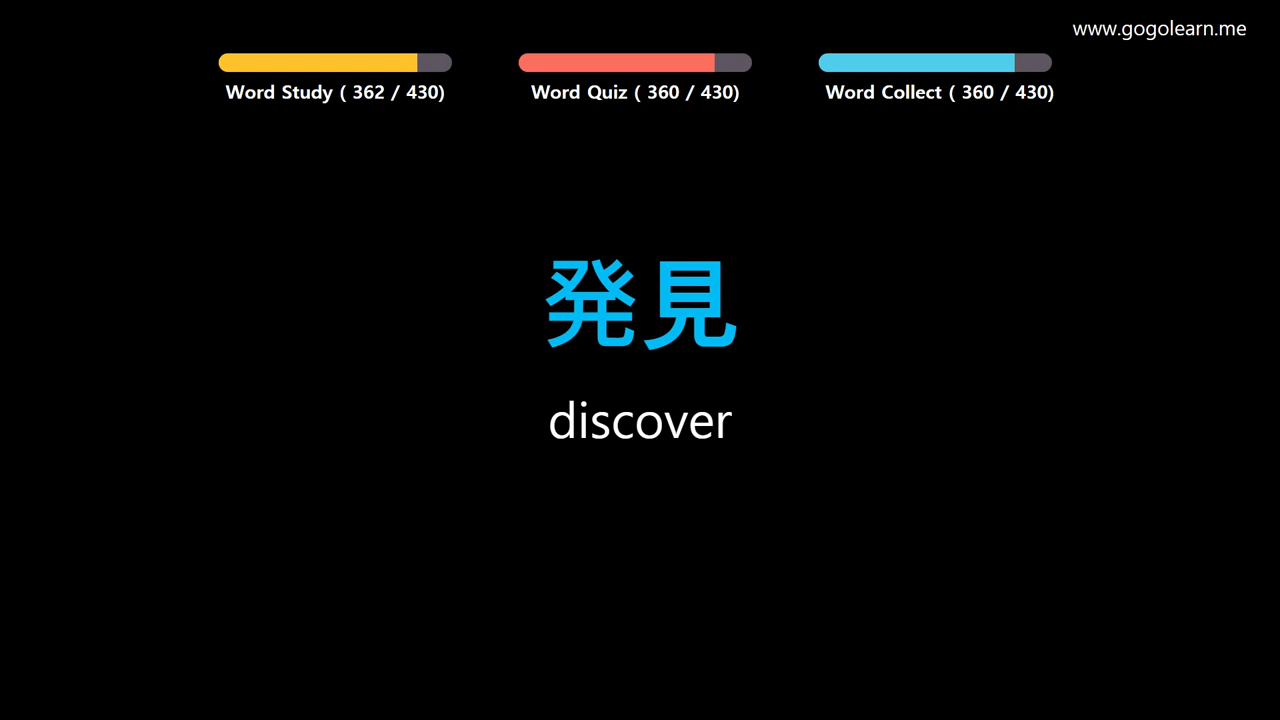 www.gogolearn.me
Word Study ( 362 / 430)
Word Quiz ( 360 / 430)
Word Collect ( 360 / 430)
発見
discover